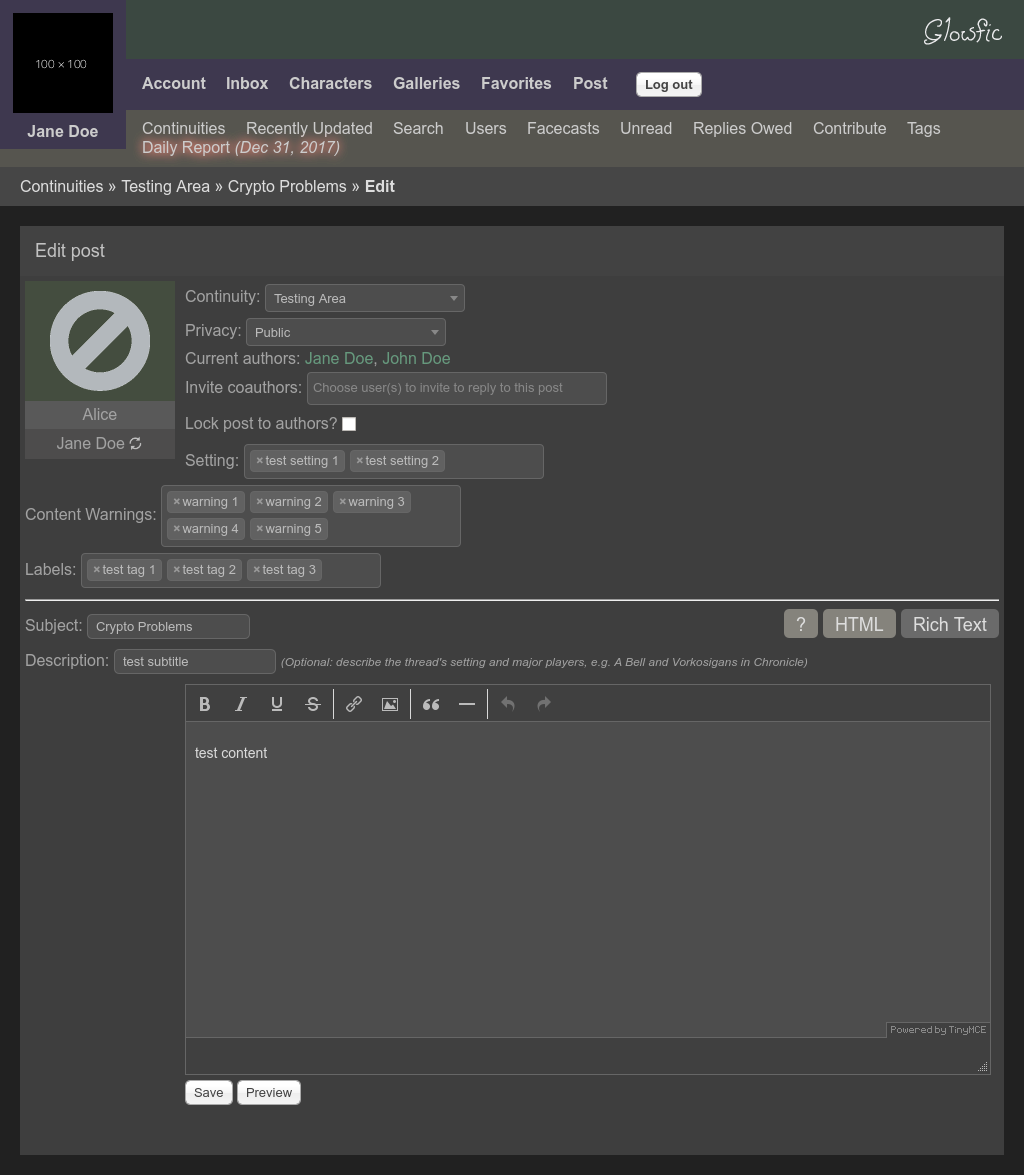 100 × 100
Glowfic
Account Inbox Characters Galleries Favorites Post Log out
Jane Doe
Continuities Recently Updated Search Users Facecasts Unread Replies Owed Contribute Tags
Daily Report (Dec 31, 2017)
Continuities » Testing Area » Crypto Problems » Edit
Edit post
Continuity: Testing Area
Privacy: Public
Current authors: Jane Doe, John Doe
Invite coauthors: Choose user(s) to invite to reply to this post
Alice
Lock post to authors?
Jane Doe
Setting: ×test setting 1 ×test setting 2
Content Warnings: ×warning 1 ×warning 2 ×warning 3
×warning 4 ×warning 5
Labels: ×test tag 1 ×test tag 2 ×test tag 3
Subject: Crypto Problems ? HTML Rich Text
Description: test subtitle (Optional: describe the thread's setting and major players, e.g. A Bell and Vorkosigans in Chronicle)
B I U S
test content
Powered by TinyMCE
Save Preview